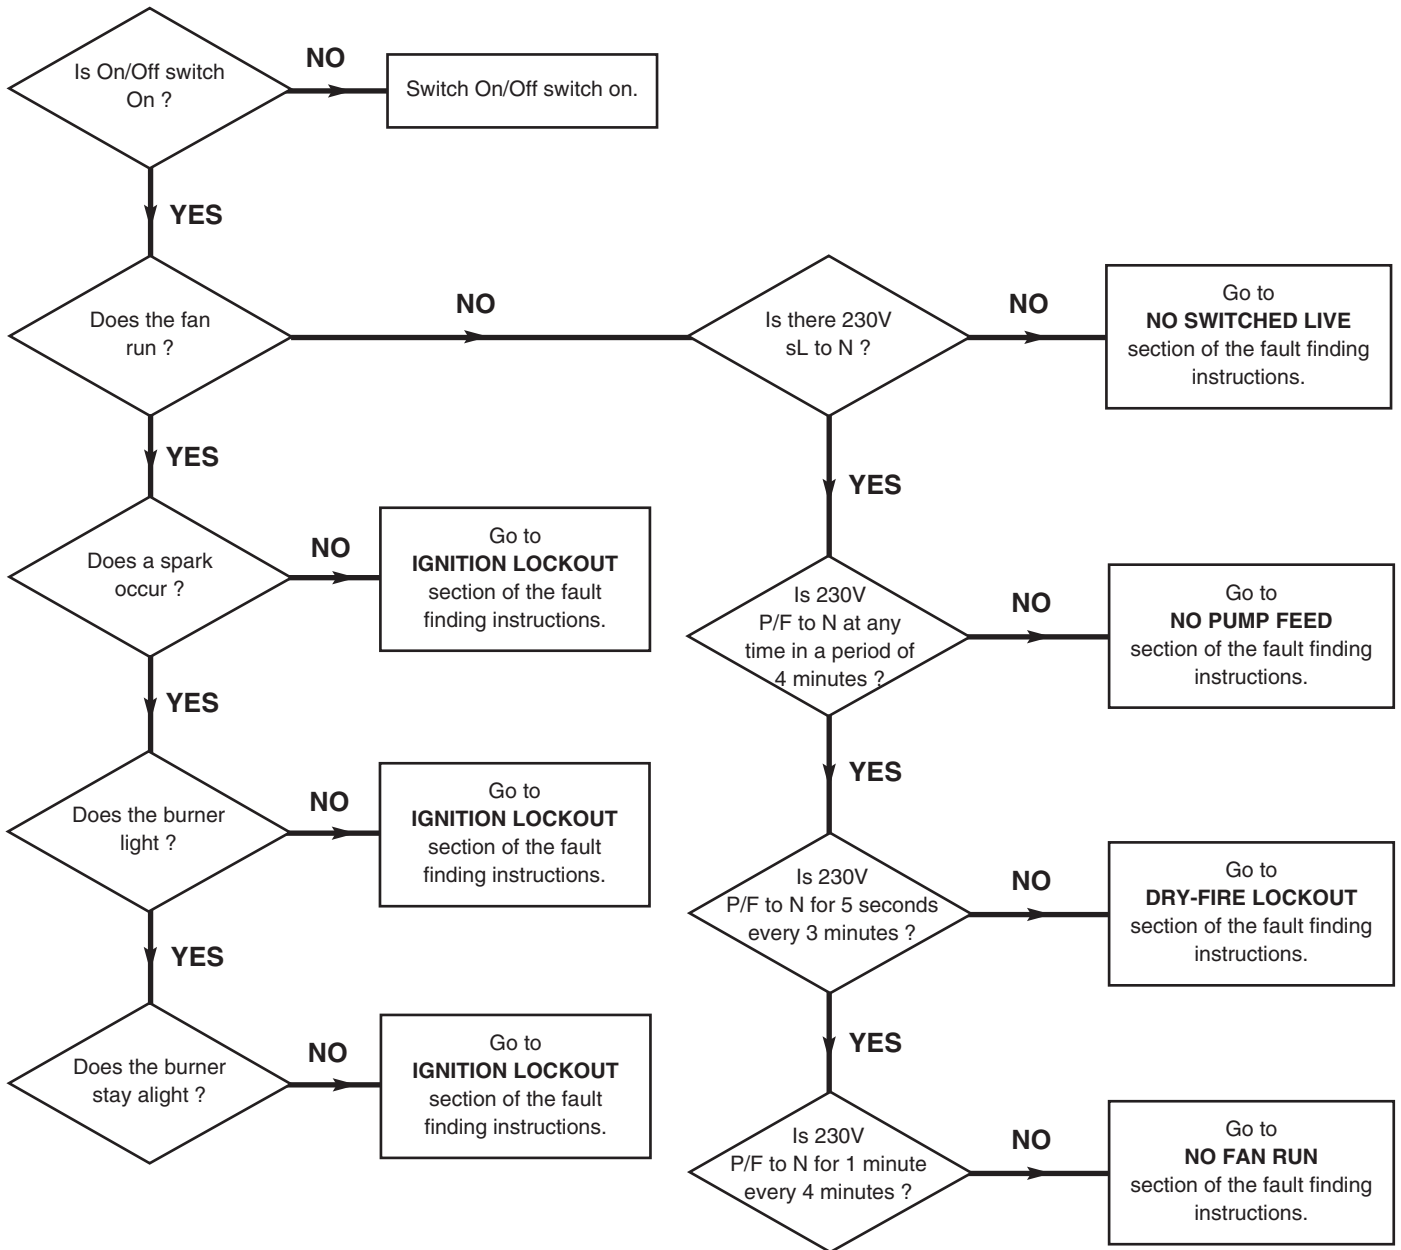 Is On/Off switch
On ?
NO
Switch On/Off switch on.
YES
Does the fan
run ?
NO
Is there 230V
sL to N ?
NO
Go to
NO SWITCHED LIVE
section of the fault finding
instructions.
YES
Does a spark
occur ?
NO
Go to
IGNITION LOCKOUT
section of the fault
finding instructions.
YES
Is 230V
P/F to N at any
time in a period of
4 minutes ?
NO
Go to
NO PUMP FEED
section of the fault finding
instructions.
YES
Does the burner
light ?
NO
Go to
IGNITION LOCKOUT
section of the fault
finding instructions.
YES
Is 230V
P/F to N for 5 seconds
every 3 minutes ?
NO
Go to
DRY-FIRE LOCKOUT
section of the fault finding
instructions.
YES
Does the burner
stay alight ?
NO
Go to
IGNITION LOCKOUT
section of the fault
finding instructions.
YES
Is 230V
P/F to N for 1 minute
every 4 minutes ?
NO
Go to
NO FAN RUN
section of the fault finding
instructions.